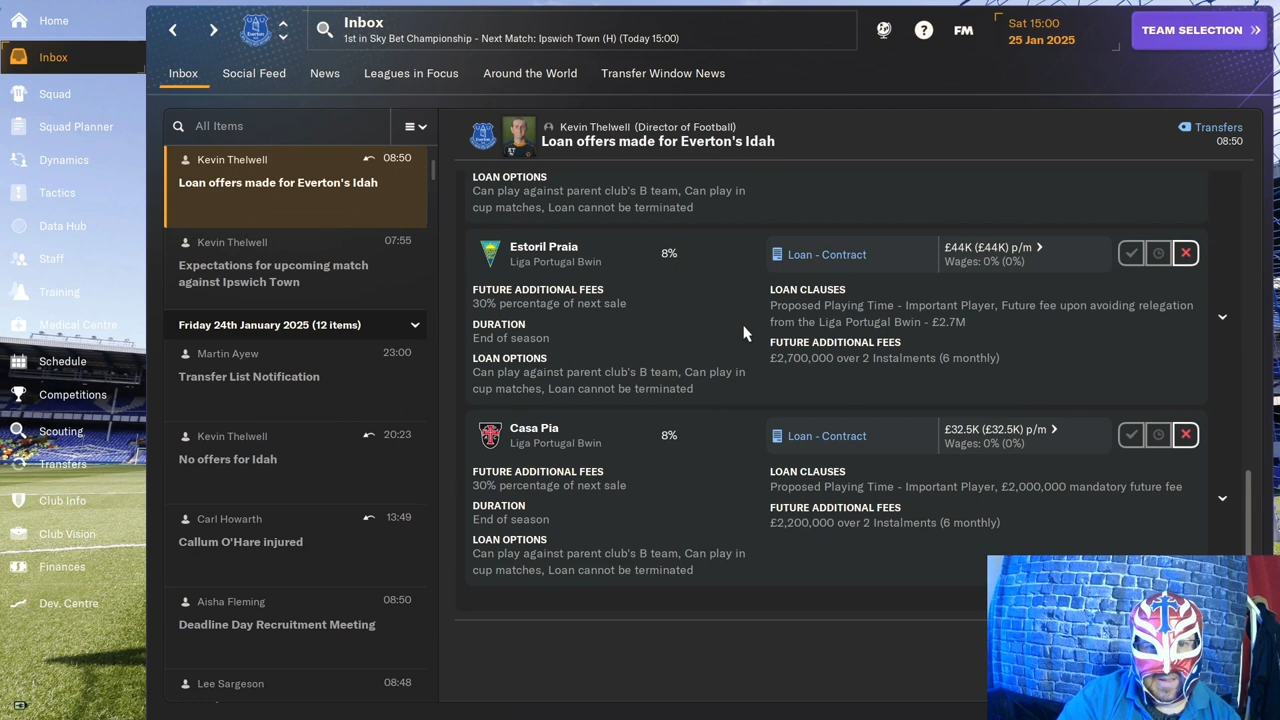 Home
Inbox
Squad
Squad Planner
Dynamics
Tactics
Data Hub
Staff
Training
Medical Centre
Schedule
Competitions
Scouting
Transfers
Club Info
Club Vision
Finances
Dev. Centre
Everton
Inbox
1st in Sky Bet Championship - Next Match: Ipswich Town (H) (Today 15:00)
?
FM
Sat 15:00
25 Jan 2025
TEAM SELECTION
Inbox
Social Feed
News
Leagues in Focus
Around the World
Transfer Window News
All Items
Kevin Thelwell
08:50
Loan offers made for Everton's Idah
Kevin Thelwell
07:55
Expectations for upcoming match
against Ipswich Town
Friday 24th January 2025 (12 items)
Martin Ayew
23:00
Transfer List Notification
Kevin Thelwell
20:23
No offers for Idah
Carl Howarth
13:49
Callum O'Hare injured
Aisha Fleming
08:50
Deadline Day Recruitment Meeting
Lee Sargeson
08:48
Kevin Thelwell (Director of Football)
Loan offers made for Everton's Idah
Transfers
08:50
LOAN OPTIONS
Can play against parent club's B team, Can play in
cup matches, Loan cannot be terminated
Estoril Praia
Liga Portugal Bwin
8%
Loan - Contract
£44K (£44K) p/m
Wages: 0% (0%)
FUTURE ADDITIONAL FEES
30% percentage of next sale
DURATION
End of season
LOAN OPTIONS
Can play against parent club's B team, Can play in
cup matches, Loan cannot be terminated
LOAN CLAUSES
Proposed Playing Time - Important Player, Future fee upon avoiding relegation
from the Liga Portugal Bwin - £2.7M
FUTURE ADDITIONAL FEES
£2,700,000 over 2 Instalments (6 monthly)
Casa Pia
Liga Portugal Bwin
8%
Loan - Contract
£32.5K (£32.5K) p/m
Wages: 0% (0%)
FUTURE ADDITIONAL FEES
30% percentage of next sale
DURATION
End of season
LOAN OPTIONS
Can play against parent club's B team, Can play in
cup matches, Loan cannot be terminated
LOAN CLAUSES
Proposed Playing Time - Important Player, £2,000,000 mandatory future fee
FUTURE ADDITIONAL FEES
£2,200,000 over 2 Instalments (6 monthly)